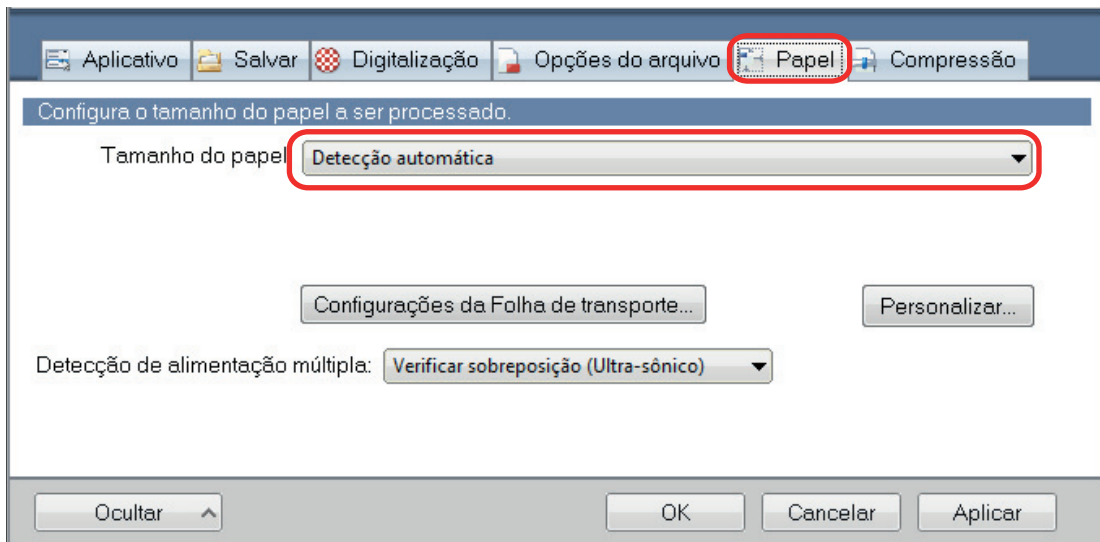 Aplicativo Salvar Digitalização Opções do arquivo Papel Compressão
Configura o tamanho do papel a ser processado.
Tamanho do papel Detecção automática
Configurações da Folha de transporte... Personalizar...
Detecção de alimentação múltipla: Verificar sobreposição (Ultra-sônico)
Ocultar OK Cancelar Aplicar